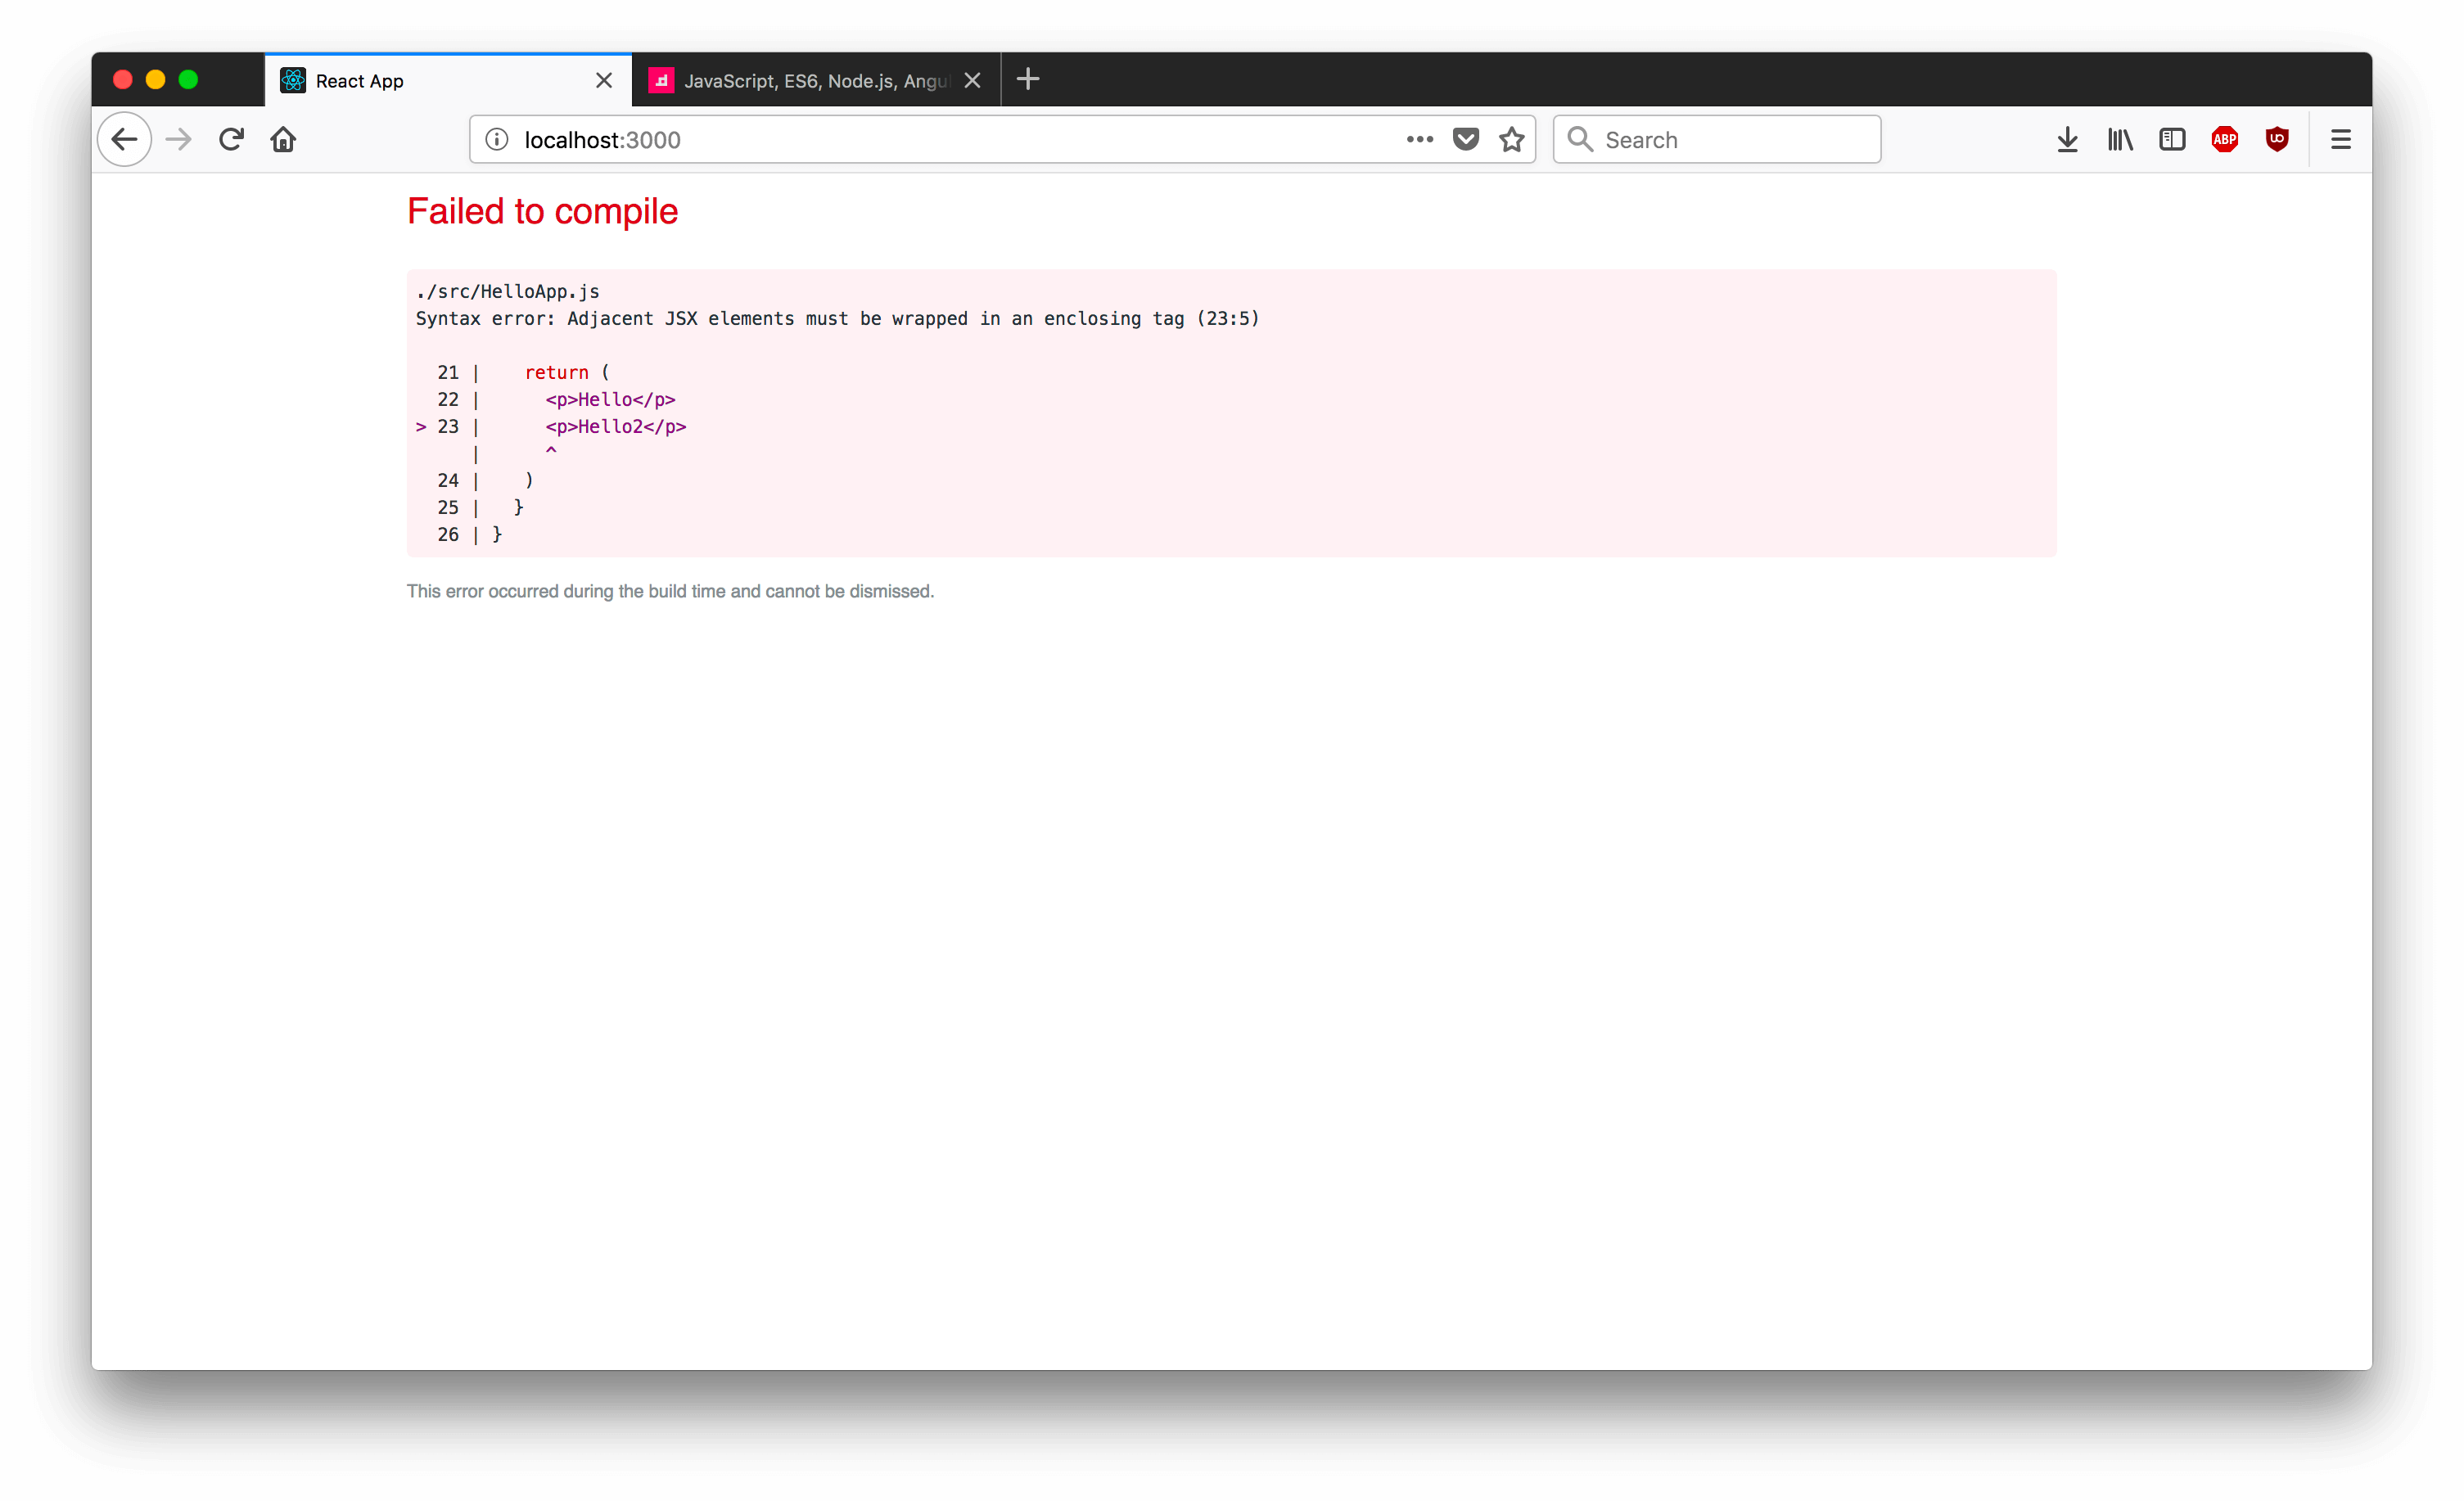 React App
JavaScript, ES6, Node.js, Angu
localhost:3000
Search
ABP
Failed to compile
./src/HelloApp.js
Syntax error: Adjacent JSX elements must be wrapped in an enclosing tag (23:5)
21 |    return (
22 |      <p>Hello</p>
> 23 |      <p>Hello2</p>
|      ^
24 |    )
25 |   }
26 | }
This error occurred during the build time and cannot be dismissed.